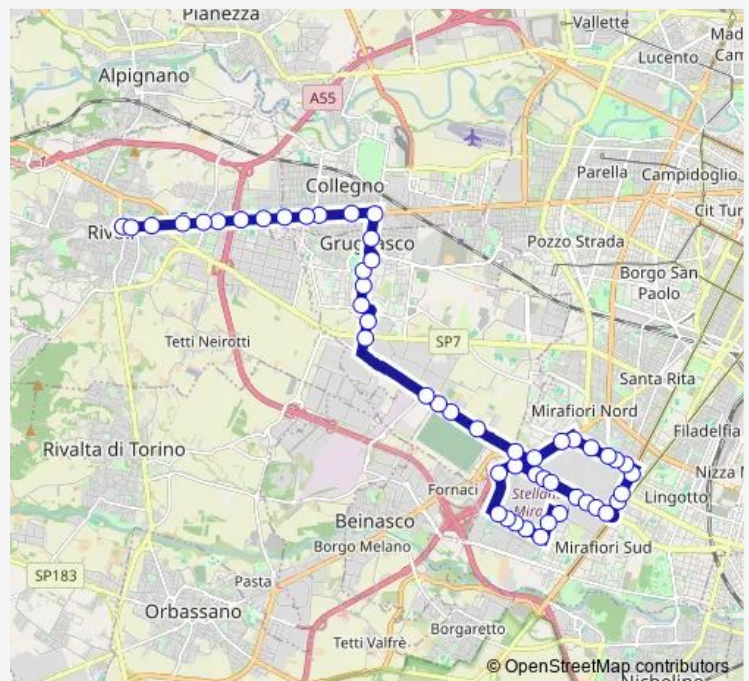 Pianezza
Vallette
Mad
Lucento
Cam
Alpignano
A55
Parella
Campidoglio
Collegno
Cit Tur
Grugliasco
Pozzo Strada
Borgo San
Paolo
Tetti Neirotti
SP7
Santa Rita
Mirafiori Nord
Filadelfia
Rivalta di Torino
Nizza M
Fornaci
Lingotto
Beinasco
Borgo Melano
Mirafiori Sud
SP183
Pasta
Orbassano
Borgaretto
Tetti Valfrè
© OpenStreetMap contributors